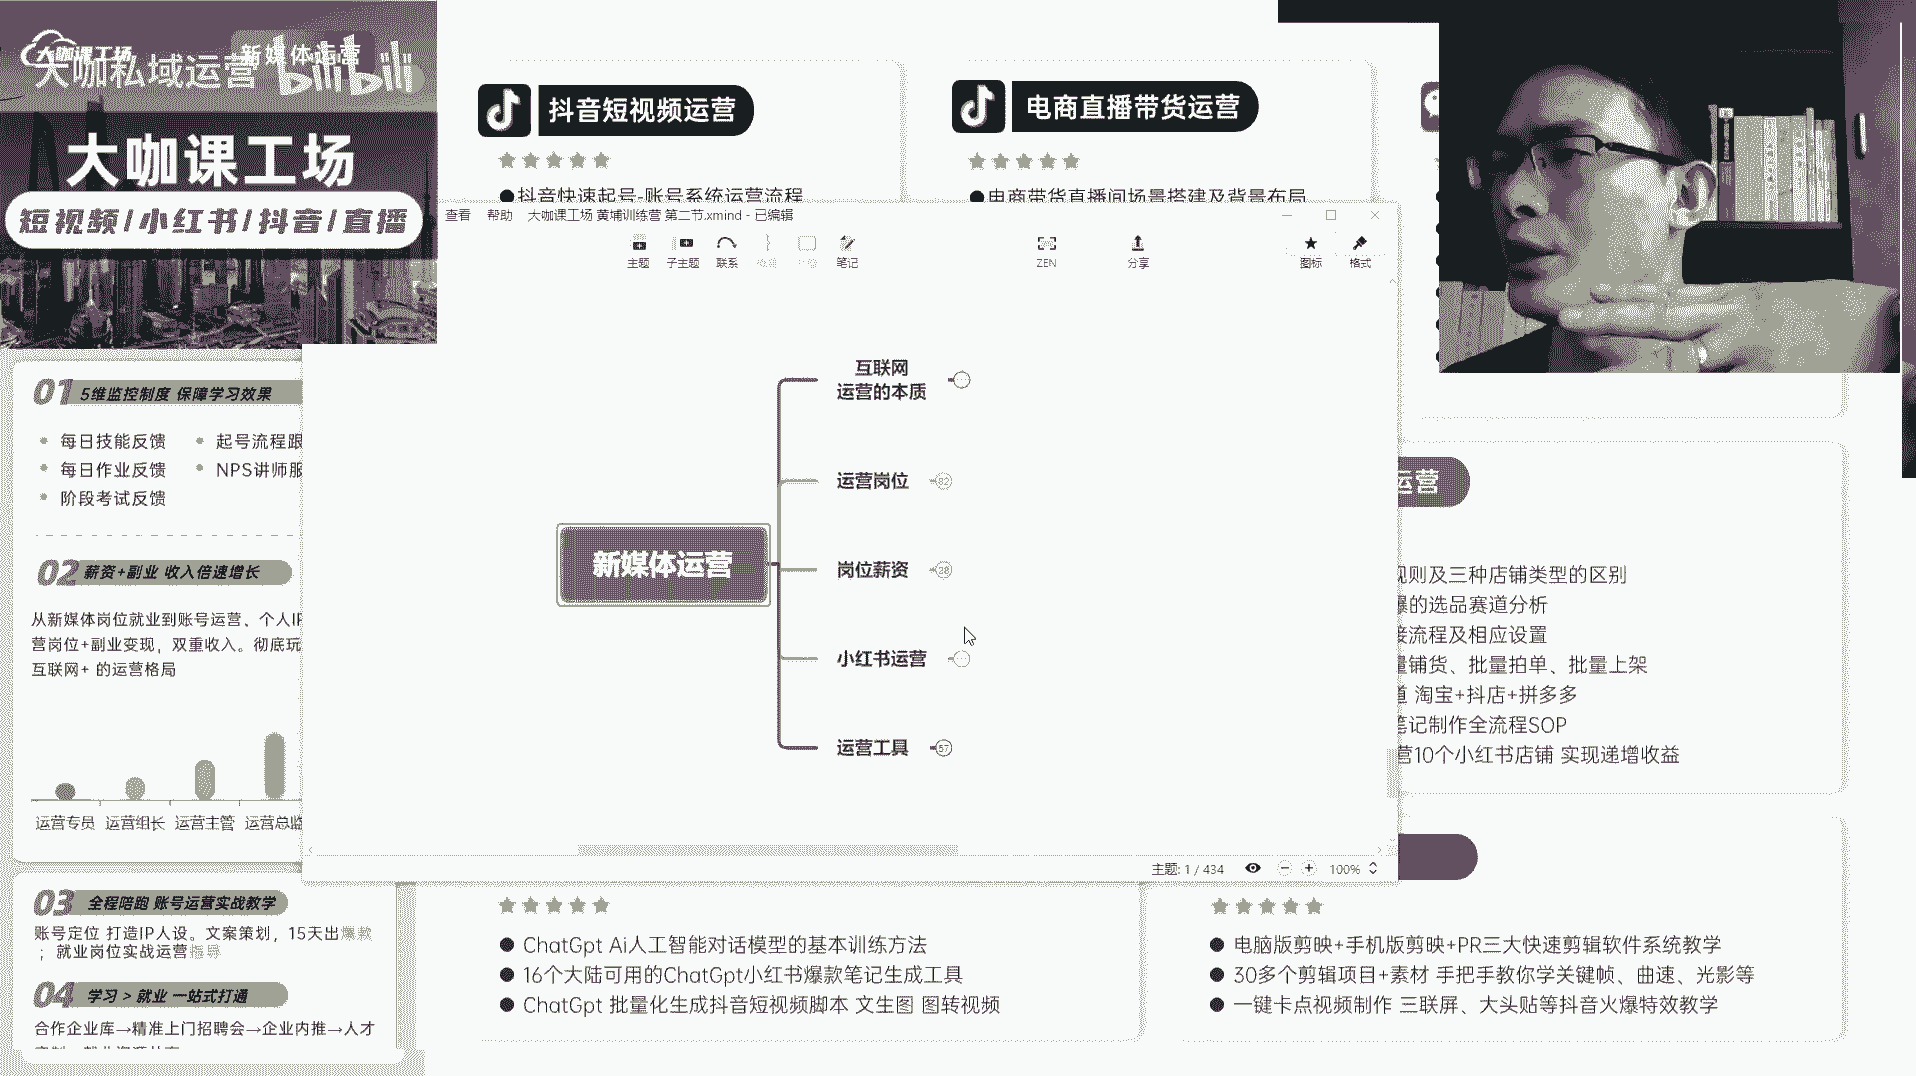 大咖课工场
新媒体运营
大咖私域运营
bilibili
大咖课工场
短视频/小红书/抖音/直播
抖音短视频运营
抖音快速起号-账号系统运营流程
电商直播带货运营
电商带货直播间场景搭建及背景布局
查看 帮助 大咖课工场 黄埔训练营 第二节.xmind - 已编辑
主题 子主题 联系 笔记 ZEN 分享 图标 格式
互联网
运营的本质
运营岗位 82
新媒体运营
岗位薪资 38
小红书运营
运营工具 57
主题: 1 / 434 100%
01 5维监控制度 保障学习效果
每日技能反馈 起号流程跟
每日作业反馈 NPS讲师服
阶段考试反馈
02 薪资+副业 收入倍速增长
从新媒体岗位就业到账号运营、个人IP
营岗位+副业变现，双重收入。彻底玩
互联网+ 的运营格局
运营专员 运营组长 运营主管 运营总监
03 全程陪跑 账号运营实战教学
账号定位 打造IP人设。文案策划，15天出爆款
；就业岗位实战运营指导
04 学习 > 就业 一站式打通
合作企业库→精准上门招聘会→企业内推→人才
运营
规则及三种店铺类型的区别
爆的选品赛道分析
接流程及相应设置
量铺货、批量拍单、批量上架
道 淘宝+抖店+拼多多
笔记制作全流程SOP
营10个小红书店铺 实现递增收益
ChatGpt Ai人工智能对话模型的基本训练方法
16个大陆可用的ChatGpt小红书爆款笔记生成工具
ChatGpt 批量化生成抖音短视频脚本 文生图 图转视频
电脑版剪映+手机版剪映+PR三大快速剪辑软件系统教学
30多个剪辑项目+素材 手把手教你学关键帧、曲速、光影等
一键卡点视频制作 三联屏、大头贴等抖音火爆特效教学